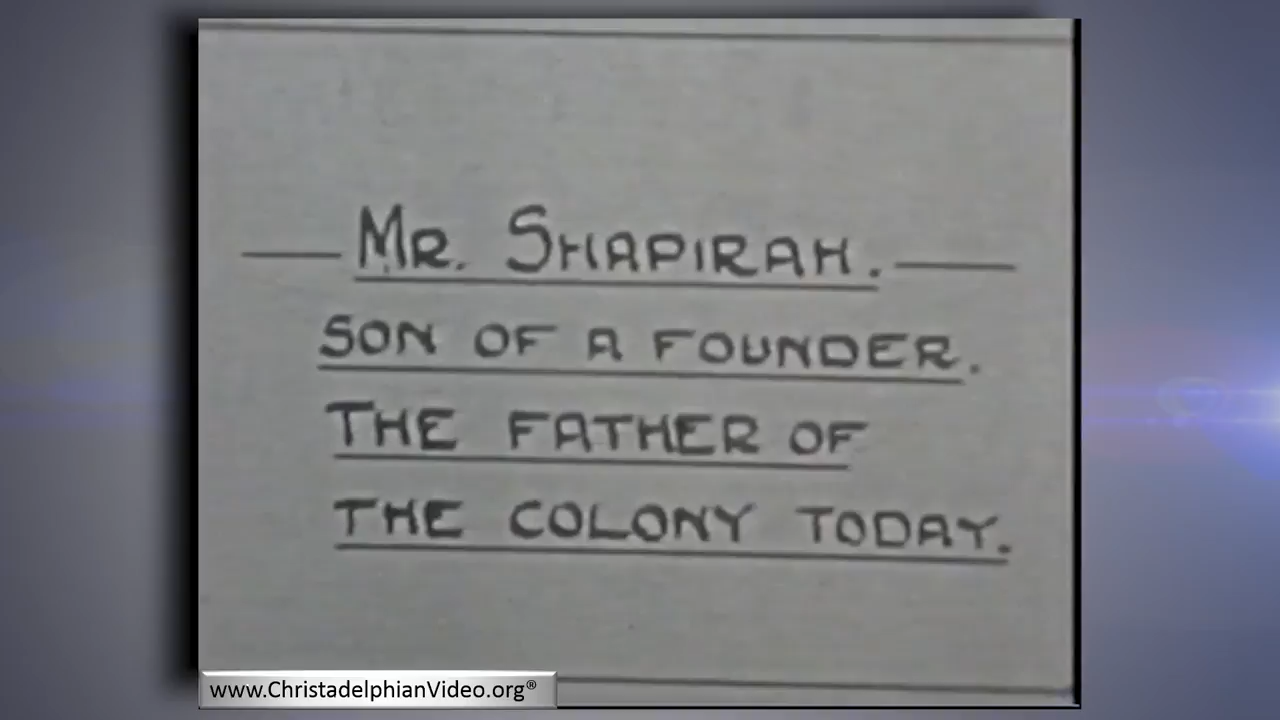 MR. SHAPIRAH.
SON OF A FOUNDER.
THE FATHER OF
THE COLONY TODAY.
www.ChristadelphianVideo.org®